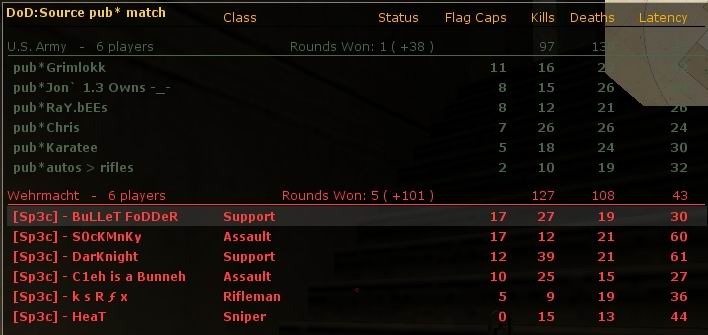 DoD:Source pub* match
Class Status Flag Caps Kills Deaths Latency
U.S. Army - 6 players Rounds Won: 1 ( +38 ) 97
pub*Grimlokk 11 16
pub*Jon` 1.3 Owns -_- 8 15 26
pub*RaY.bEEs 8 12 21 26
pub*Chris 7 26 26 24
pub*Karatee 5 18 24 30
pub*autos > rifles 2 10 19 32
Wehrmacht - 6 players Rounds Won: 5 ( +101 ) 127 108 43
[Sp3c] - BuLLeT FoDDeR Support 17 27 19 30
[Sp3c] - S0cKMnKy Assault 17 12 21 60
[Sp3c] - DarKnight Support 12 39 21 61
[Sp3c] - C1eh is a Bunneh Assault 10 25 15 27
[Sp3c] - k s R ƒ x Rifleman 5 9 19 36
[Sp3c] - HeaT Sniper 0 15 13 44